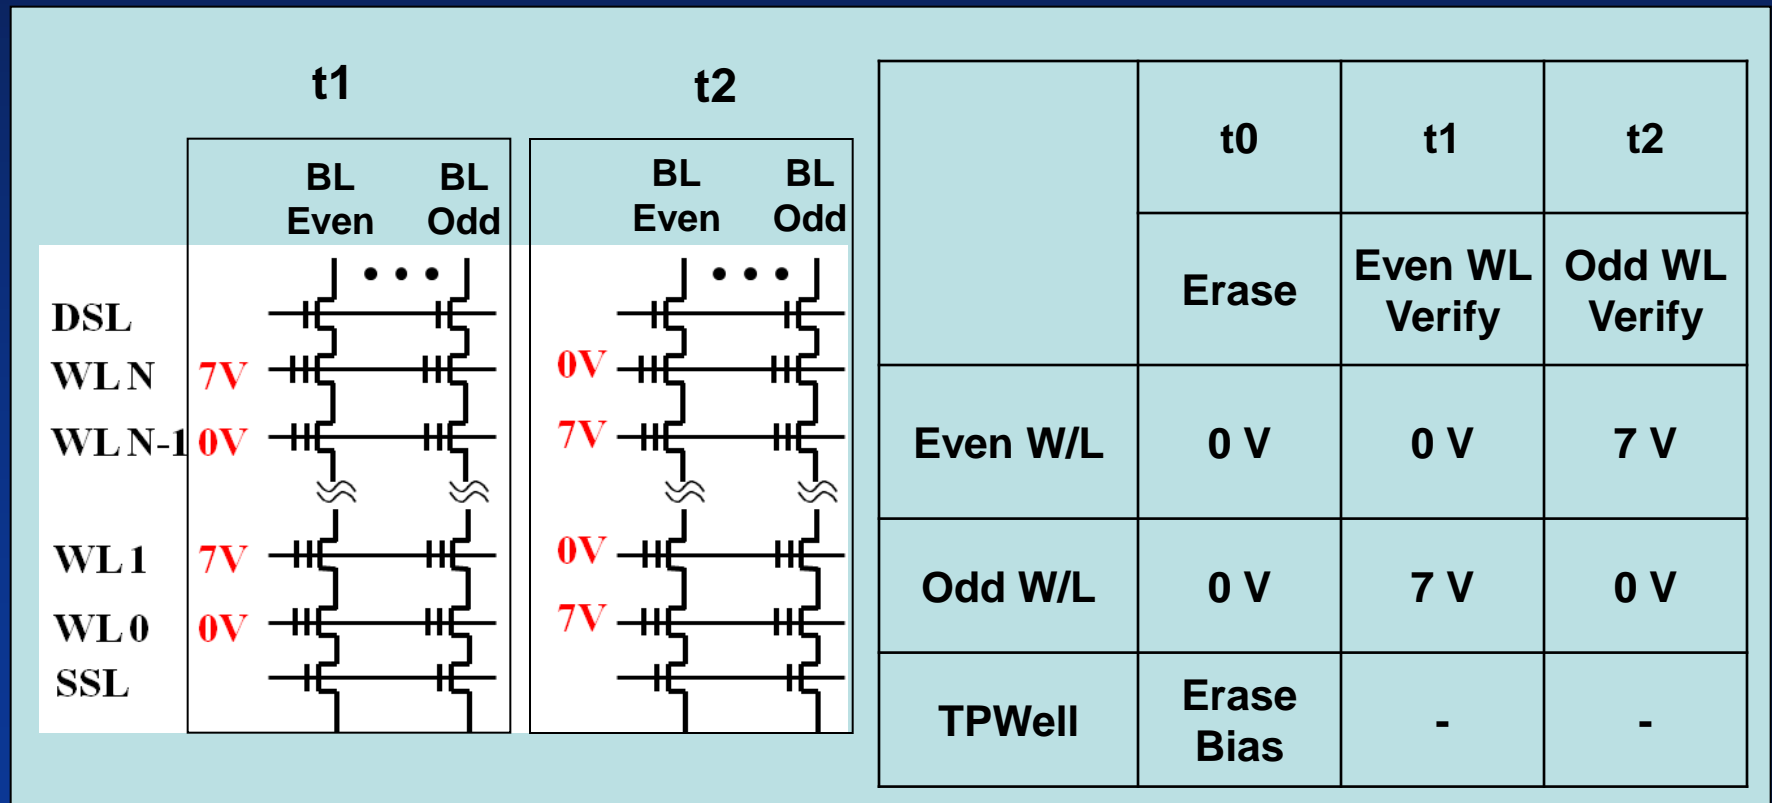 t1
t2
BL
Even
BL
Odd
BL
Even
BL
Odd
DSL
WL N
7V
0V
WL N-1
0V
7V
WL 1
7V
0V
WL 0
0V
7V
SSL
t0
t1
t2
Erase
Even WL
Verify
Odd WL
Verify
Even W/L
0 V
0 V
7 V
Odd W/L
0 V
7 V
0 V
TPWell
Erase
Bias
-
-